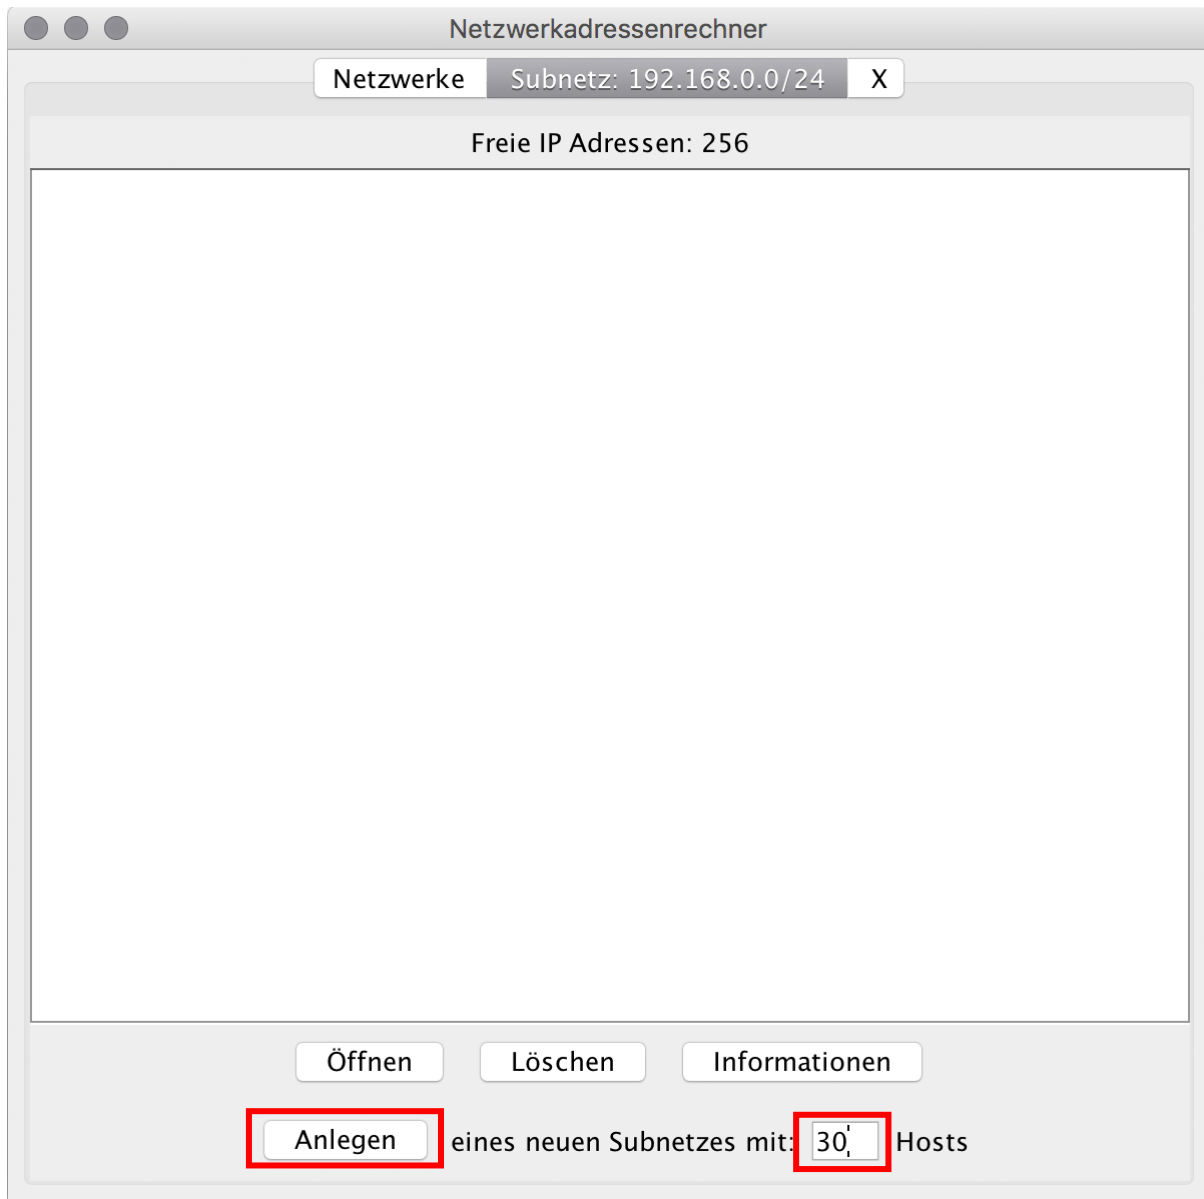 Netzwerkadressenrechner
Netzwerke Subnetz: 192.168.0.0/24 X
Freie IP Adressen: 256
Öffnen Löschen Informationen
Anlegen eines neuen Subnetzes mit: 30 Hosts